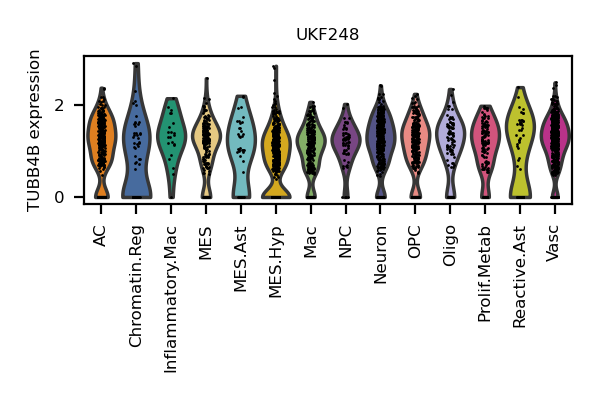 UKF248
TUBB4B expression
2
0
AC
Chromatin.Reg
Inflammatory.Mac
MES
MES.Ast
MES.Hyp
Mac
NPC
Neuron
OPC
Oligo
Prolif.Metab
Reactive.Ast
Vasc